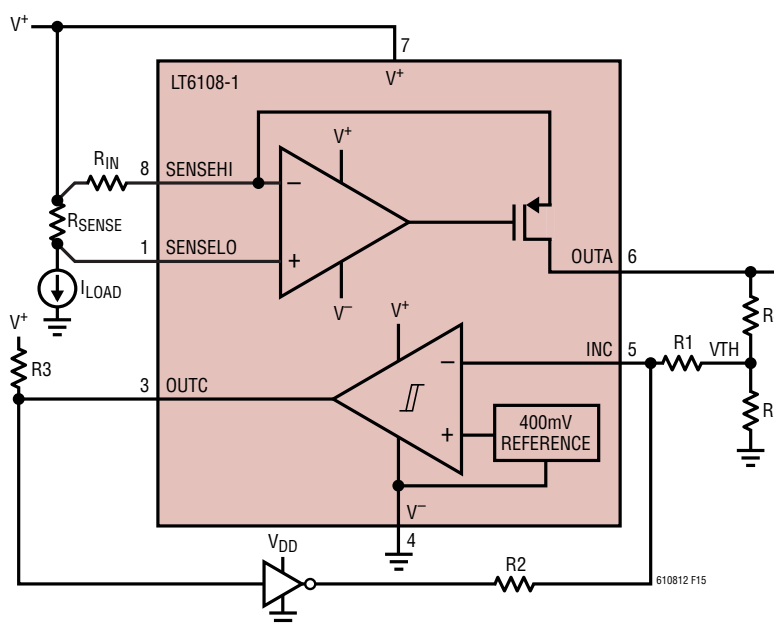 V+
7
V+
LT6108-1
V+
RIN
8
SENSEHI
−
RSENSE
1
SENSELO
+
OUTA
6
ILOAD
V−
V+
V+
R
R3
INC
5
R1
VTH
−
3
OUTC
400mV
REFERENCE
+
R
V−
4
VDD
R2
610812 F15